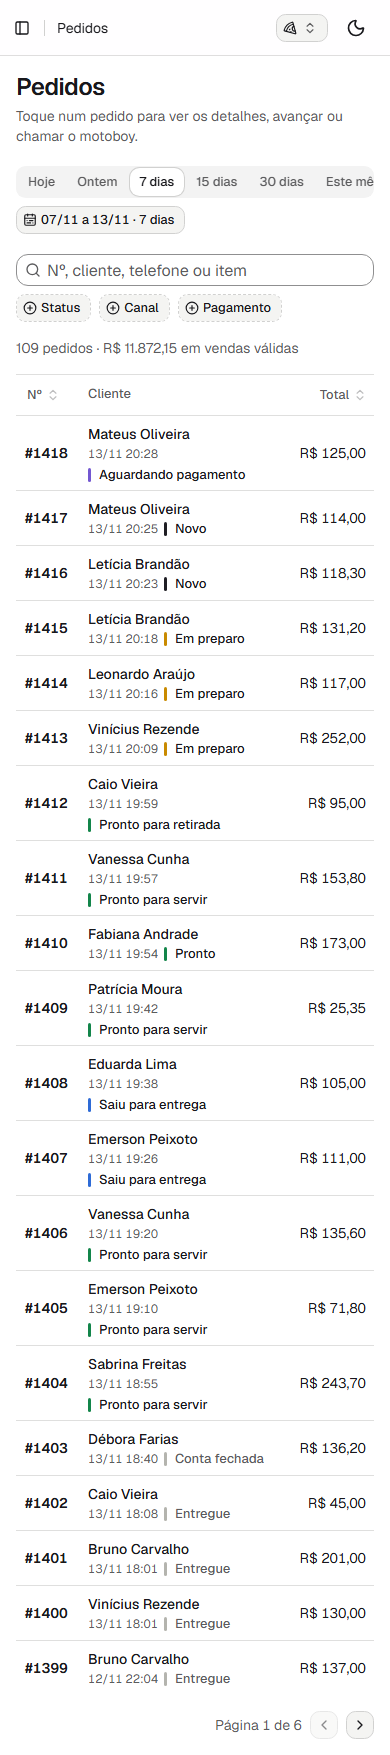 Pedidos
Pedidos
Toque num pedido para ver os detalhes, avançar ou
chamar o motoboy.
Hoje Ontem 7 dias 15 dias 30 dias Este mê
07/11 a 13/11 · 7 dias
Nº, cliente, telefone ou item
Status Canal Pagamento
109 pedidos · R$ 11.872,15 em vendas válidas
Nº Cliente Total
Mateus Oliveira
#1418 13/11 20:28 R$ 125,00
Aguardando pagamento
Mateus Oliveira
#1417 R$ 114,00
13/11 20:25 Novo
Letícia Brandão
#1416 R$ 118,30
13/11 20:23 Novo
Letícia Brandão
#1415 R$ 131,20
13/11 20:18 Em preparo
Leonardo Araújo
#1414 R$ 117,00
13/11 20:16 Em preparo
Vinícius Rezende
#1413 R$ 252,00
13/11 20:09 Em preparo
Caio Vieira
#1412 13/11 19:59 R$ 95,00
Pronto para retirada
Vanessa Cunha
#1411 13/11 19:57 R$ 153,80
Pronto para servir
Fabiana Andrade
#1410 R$ 173,00
13/11 19:54 Pronto
Patrícia Moura
#1409 13/11 19:42 R$ 25,35
Pronto para servir
Eduarda Lima
#1408 13/11 19:38 R$ 105,00
Saiu para entrega
Emerson Peixoto
#1407 13/11 19:26 R$ 111,00
Saiu para entrega
Vanessa Cunha
#1406 13/11 19:20 R$ 135,60
Pronto para servir
Emerson Peixoto
#1405 13/11 19:10 R$ 71,80
Pronto para servir
Sabrina Freitas
#1404 13/11 18:55 R$ 243,70
Pronto para servir
Débora Farias
#1403 R$ 136,20
13/11 18:40 Conta fechada
Caio Vieira
#1402 R$ 45,00
13/11 18:08 Entregue
Bruno Carvalho
#1401 R$ 201,00
13/11 18:01 Entregue
Vinícius Rezende
#1400 R$ 130,00
13/11 18:01 Entregue
Bruno Carvalho
#1399 R$ 137,00
12/11 22:04 Entregue
Página 1 de 6